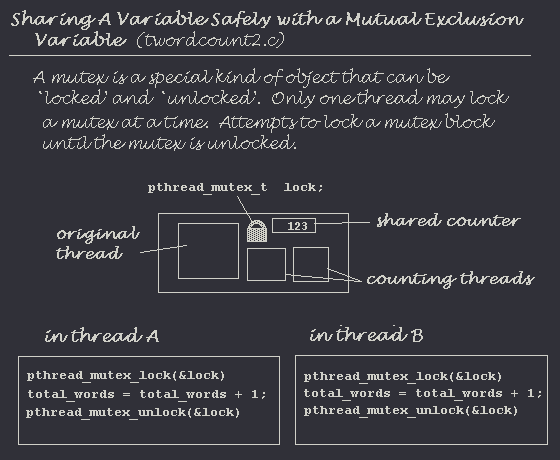 Sharing A Variable Safely with a Mutual Exclusion
Variable (twordcount2.c)
A mutex is a special kind of object that can be
`locked' and `unlocked'. Only one thread may lock
a mutex at a time. Attempts to lock a mutex block
until the mutex is unlocked.
pthread_mutex_t lock;
123
shared counter
original
thread
counting threads
in thread A
pthread_mutex_lock(&lock)
total_words = total_words + 1;
pthread_mutex_unlock(&lock)
in thread B
pthread_mutex_lock(&lock)
total_words = total_words + 1;
pthread_mutex_unlock(&lock)